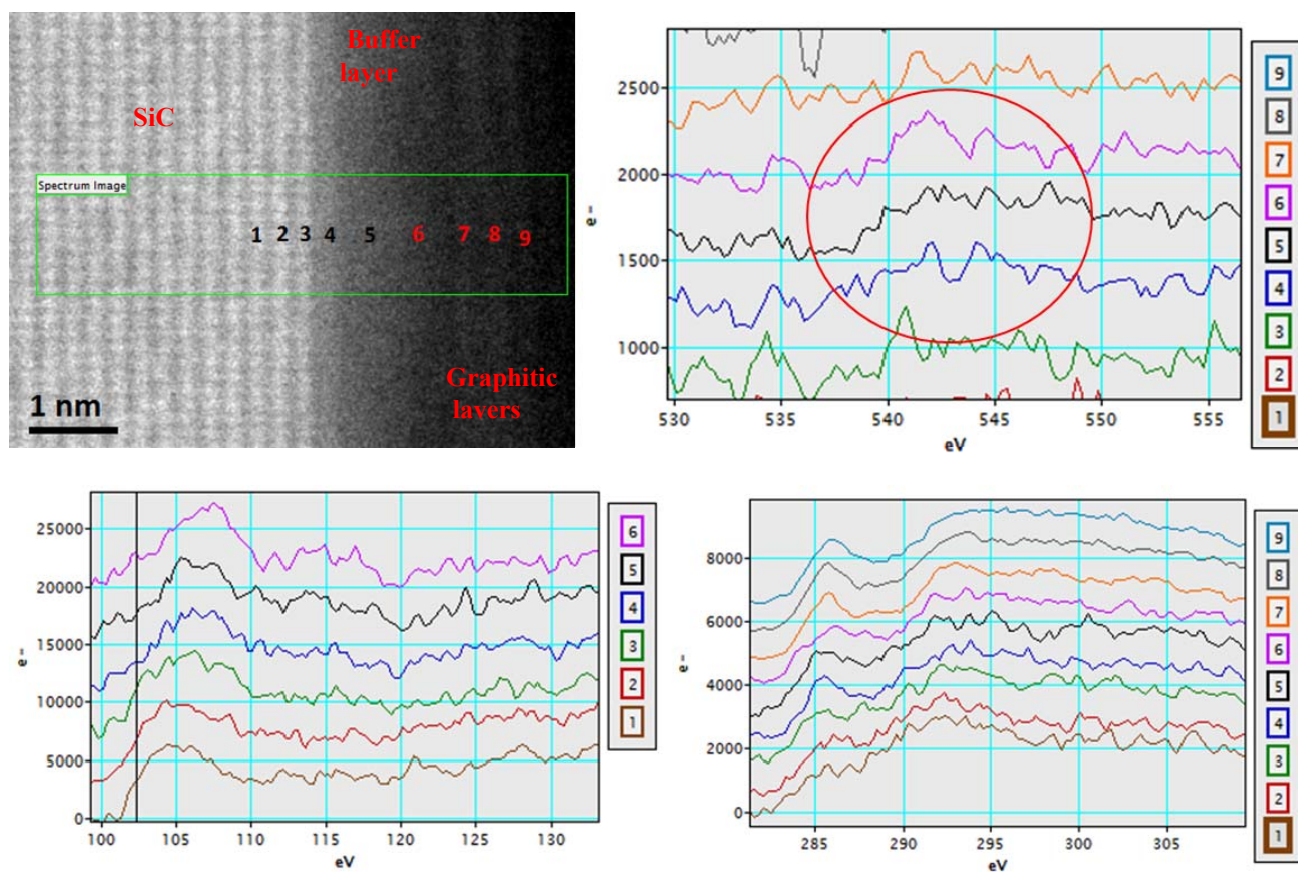 Buffer
layer
SiC
Spectrum Image
1 2 3 4 5 6 7 8 9
Graphitic
layers
1 nm
2500
2000
1500
1000
e-
530 535 540 545 550 555
eV
9
8
7
6
5
4
3
2
1
25000
20000
15000
10000
5000
0
e-
100 105 110 115 120 125 130
eV
6
5
4
3
2
1
8000
6000
4000
2000
0
e-
285 290 295 300 305
eV
9
8
7
6
5
4
3
2
1